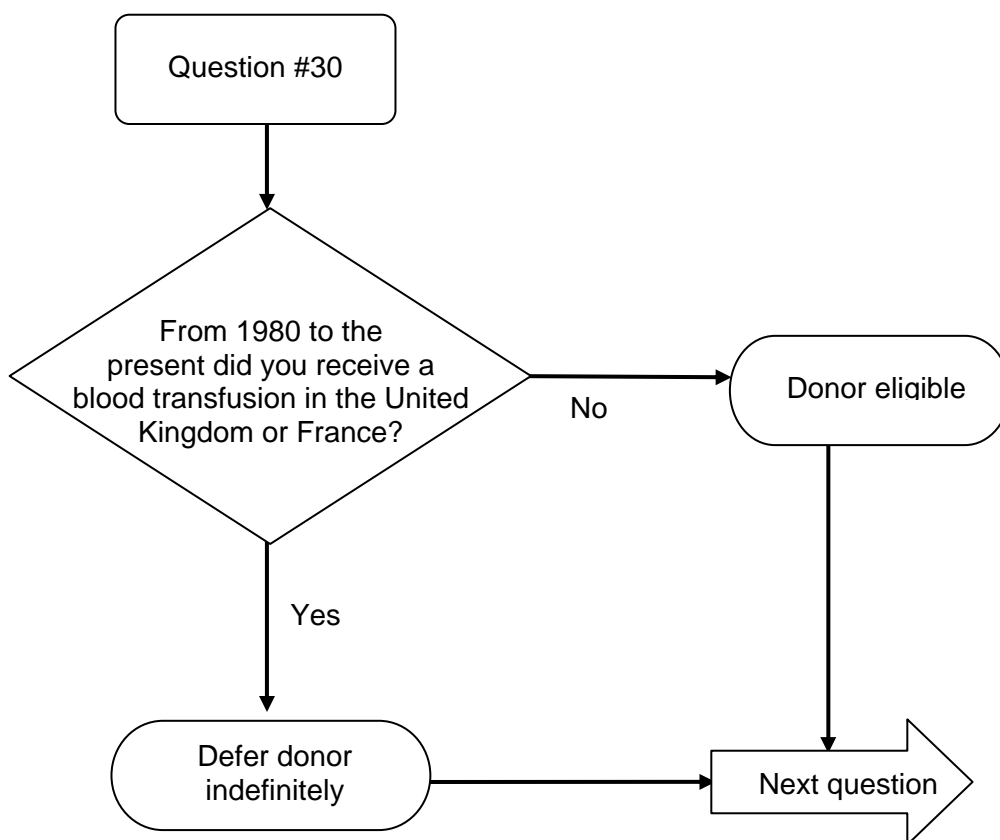 Question #30
From 1980 to the
present did you receive a
blood transfusion in the United
Kingdom or France?
No
Donor eligible
Yes
Defer donor
indefinitely
Next question